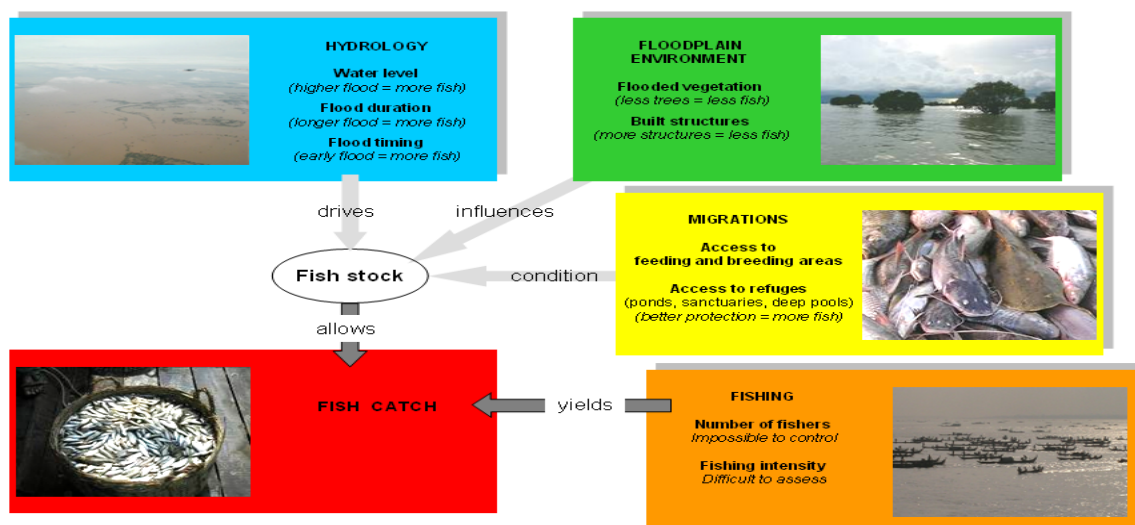 HYDROLOGY
Water level
(higher flood = more fish)
Flood duration
(longer flood = more fish)
Flood timing
(early flood = more fish)
FLOODPLAIN
ENVIRONMENT
Flooded vegetation
(less trees = less fish)
Built structures
(more structures = less fish)
drives
influences
MIGRATIONS
Access to
feeding and breeding areas
Access to refuges
(ponds, sanctuaries, deep pools)
(better protection = more fish)
Fish stock
condition
allows
FISH CATCH
yields
FISHING
Number of fishers
Impossible to control
Fishing intensity
Difficult to assess